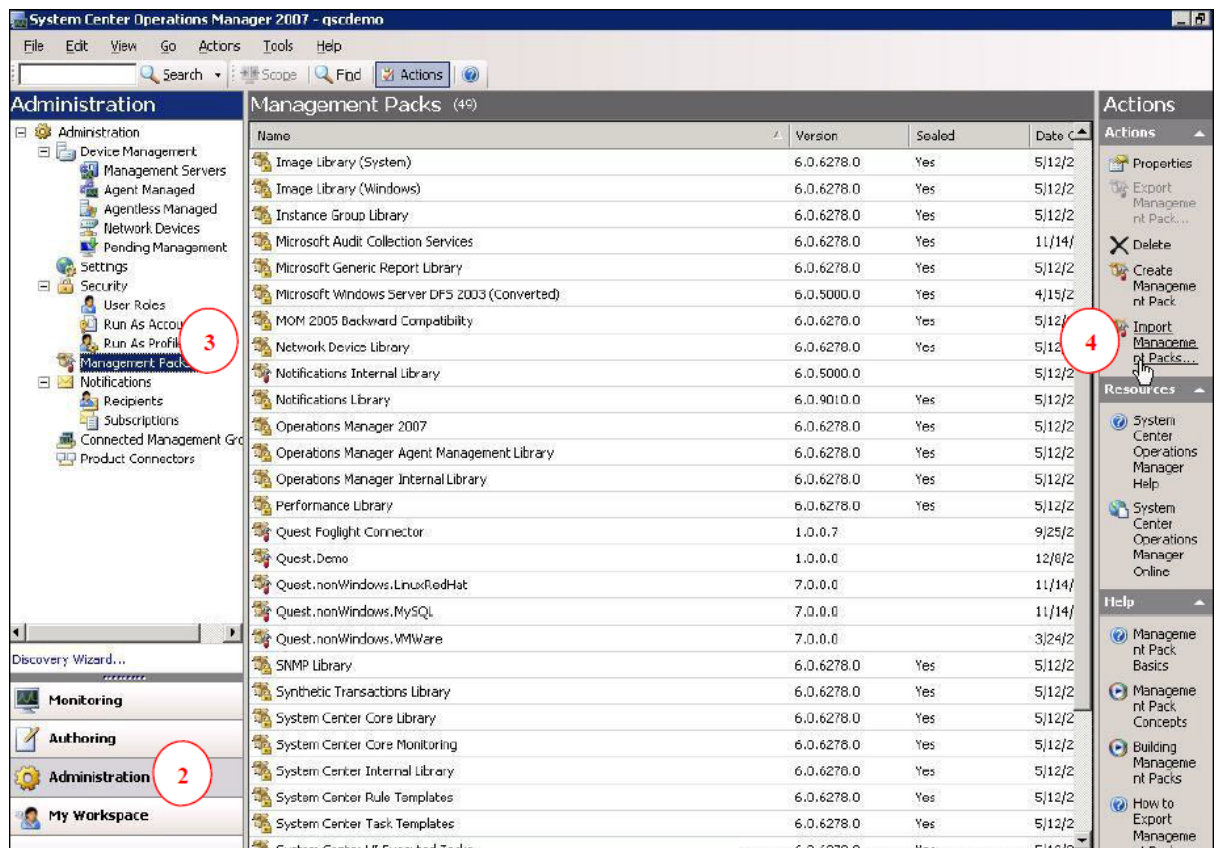 System Center Operations Manager 2007 - qscdemo
File Edit View Go Actions Tools Help
Search Scope Find Actions
Administration
Administration
Device Management
Management Servers
Agent Managed
Agentless Managed
Network Devices
Pending Management
Settings
Security
User Roles
Run As Accou
Run As Profil
3
Management Packs
Notifications
Recipients
Subscriptions
Connected Management Gro
Product Connectors
Discovery Wizard...
Monitoring
Authoring
Administration
2
My Workspace
Management Packs (49)
Name Version Sealed Date C
Image Library (System) 6.0.6278.0 Yes 5/12/2
Image Library (Windows) 6.0.6278.0 Yes 5/12/2
Instance Group Library 6.0.6278.0 Yes 5/12/2
Microsoft Audit Collection Services 6.0.6278.0 Yes 11/14/
Microsoft Generic Report Library 6.0.6278.0 Yes 5/12/2
Microsoft Windows Server DFS 2003 (Converted) 6.0.5000.0 Yes 4/15/2
MOM 2005 Backward Compatibility 6.0.6278.0 Yes 5/12/
Network Device Library 6.0.6278.0 Yes 5/12
Notifications Internal Library 6.0.5000.0 5/12/2
Notifications Library 6.0.9010.0 Yes 5/12/2
Operations Manager 2007 6.0.6278.0 Yes 5/12/2
Operations Manager Agent Management Library 6.0.6278.0 Yes 5/12/2
Operations Manager Internal Library 6.0.6278.0 Yes 5/12/2
Performance Library 6.0.6278.0 Yes 5/12/2
Quest Foglight Connector 1.0.0.7 9/25/2
Quest.Demo 1.0.0.0 12/8/2
Quest.nonWindows.LinuxRedHat 7.0.0.0 11/14/
Quest.nonWindows.MySQL 7.0.0.0 11/14/
Quest.nonWindows.VMWare 7.0.0.0 3/24/2
SNMP Library 6.0.6278.0 Yes 5/12/2
Synthetic Transactions Library 6.0.6278.0 Yes 5/12/2
System Center Core Library 6.0.6278.0 Yes 5/12/2
System Center Core Monitoring 6.0.6278.0 Yes 5/12/2
System Center Internal Library 6.0.6278.0 Yes 5/12/2
System Center Rule Templates 6.0.6278.0 Yes 5/12/2
System Center Task Templates 6.0.6278.0 Yes 5/12/2
Actions
Actions
Properties
Export
Manageme
nt Pack...
Delete
Create
Manageme
nt Pack
4
Import
Manageme
nt Packs...
Resources
System
Center
Operations
Manager
Help
System
Center
Operations
Manager
Online
Help
Manageme
nt Pack
Basics
Manageme
nt Pack
Concepts
Building
Manageme
nt Packs
How to
Export
Manageme